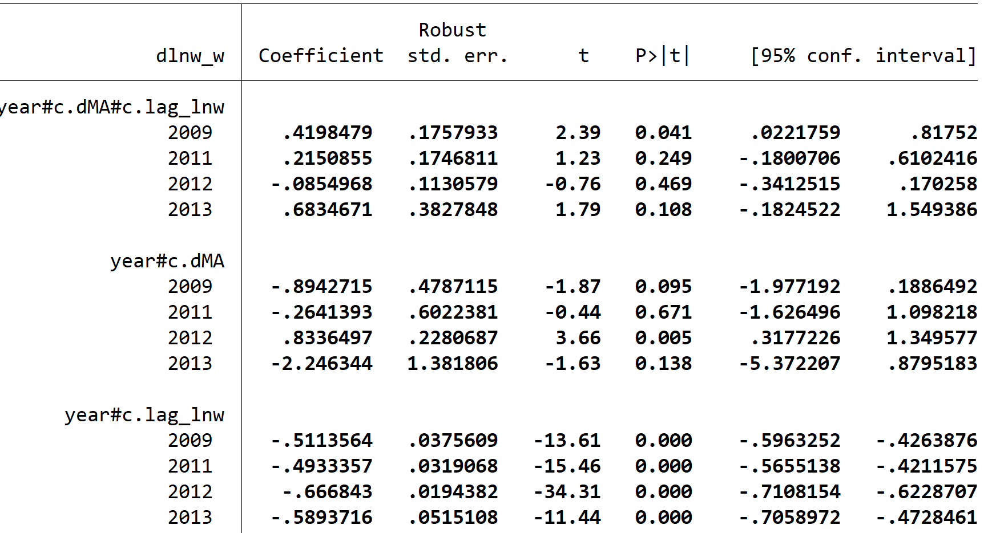 Robust
dlnw_w Coefficient std. err. t P>|t| [95% conf. interval]
year#c.dMA#c.lag_lnw
2009 .4198479 .1757933 2.39 0.041 .0221759 .81752
2011 .2150855 .1746811 1.23 0.249 -.1800706 .6102416
2012 -.0854968 .1130579 -0.76 0.469 -.3412515 .170258
2013 .6834671 .3827848 1.79 0.108 -.1824522 1.549386
year#c.dMA
2009 -.8942715 .4787115 -1.87 0.095 -1.977192 .1886492
2011 -.2641393 .6022381 -0.44 0.671 -1.626496 1.098218
2012 .8336497 .2280687 3.66 0.005 .3177226 1.349577
2013 -2.246344 1.381806 -1.63 0.138 -5.372207 .8795183
year#c.lag_lnw
2009 -.5113564 .0375609 -13.61 0.000 -.5963252 -.4263876
2011 -.4933357 .0319068 -15.46 0.000 -.5655138 -.4211575
2012 -.666843 .0194382 -34.31 0.000 -.7108154 -.6228707
2013 -.5893716 .0515108 -11.44 0.000 -.7058972 -.4728461